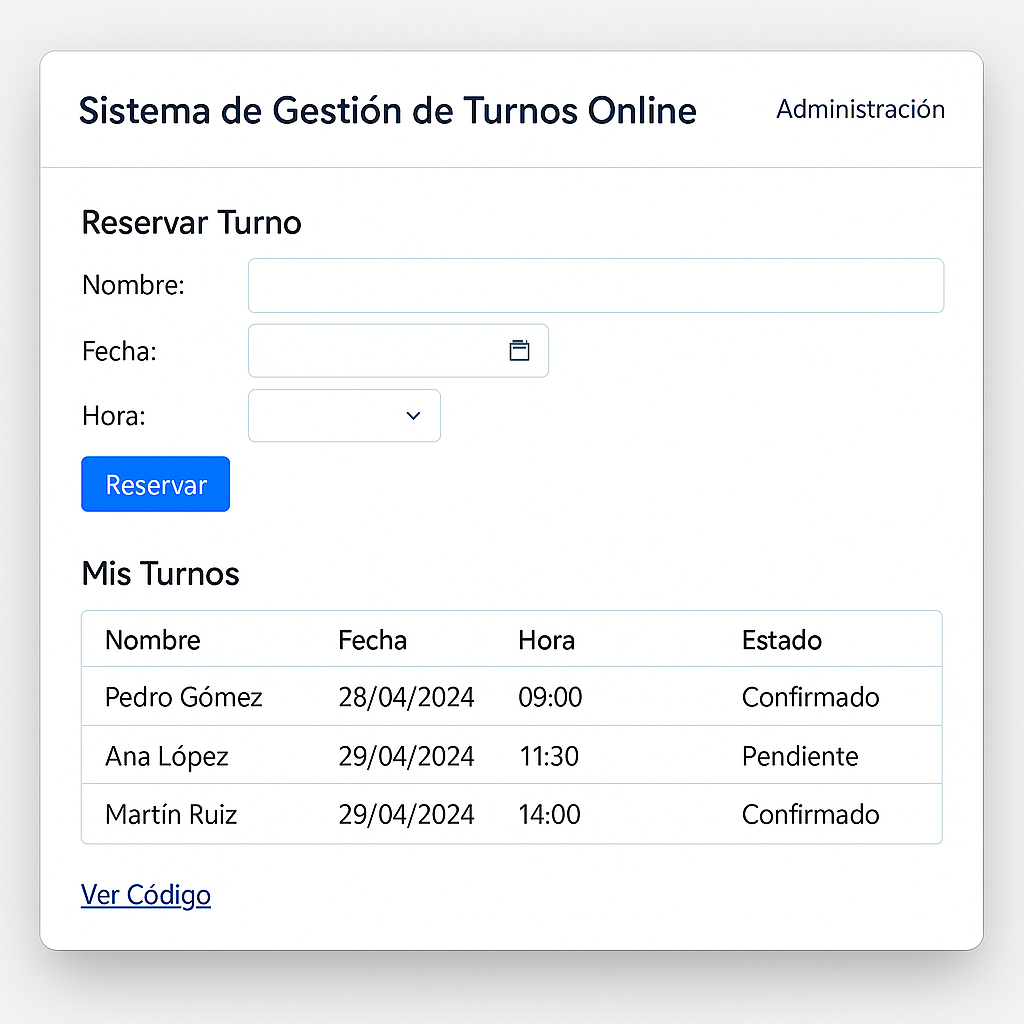 Sistema de Gestión de Turnos Online Administración
Reservar Turno
Nombre:
Fecha:
Hora:
Reservar
Mis Turnos
Nombre Fecha Hora Estado
Pedro Gómez 28/04/2024 09:00 Confirmado
Ana López 29/04/2024 11:30 Pendiente
Martín Ruiz 29/04/2024 14:00 Confirmado
Ver Código